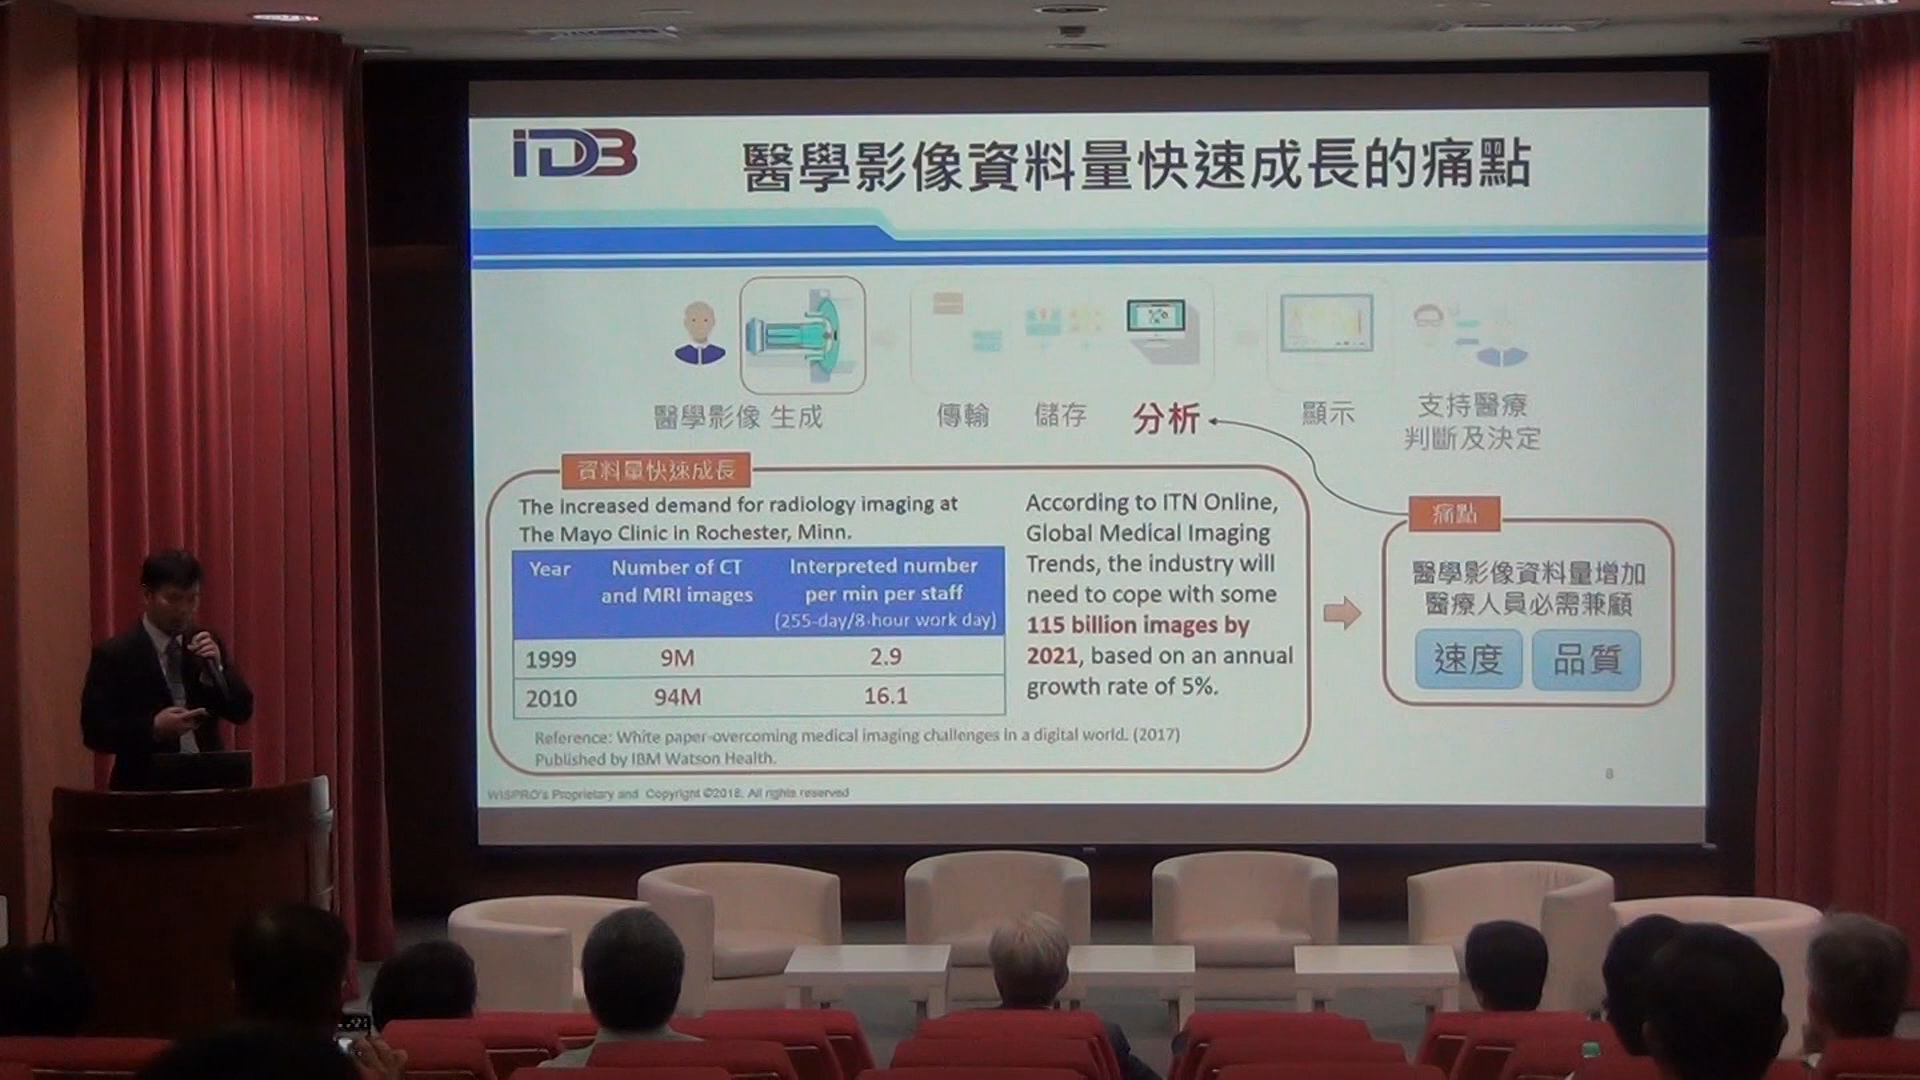 iDB
醫學影像資料量快速成長的痛點
醫學影像 生成
傳輸
儲存
分析
顯示
支持醫療
判斷及決定
資料量快速成長
The increased demand for radiology imaging at
The Mayo Clinic in Rochester, Minn.
Year Number of CT and MRI images Interpreted number per min per staff (255-day/8-hour work day)
1999 9M 2.9
2010 94M 16.1
According to ITN Online,
Global Medical Imaging
Trends, the industry will
need to cope with some
115 billion images by
2021, based on an annual
growth rate of 5%.
Reference: White paper-overcoming medical imaging challenges in a digital world. (2017)
Published by IBM Watson Health.
痛點
醫學影像資料量增加
醫療人員必需兼顧
速度 品質
8
WISPRO's Proprietary and Copyright ©2018. All rights reserved